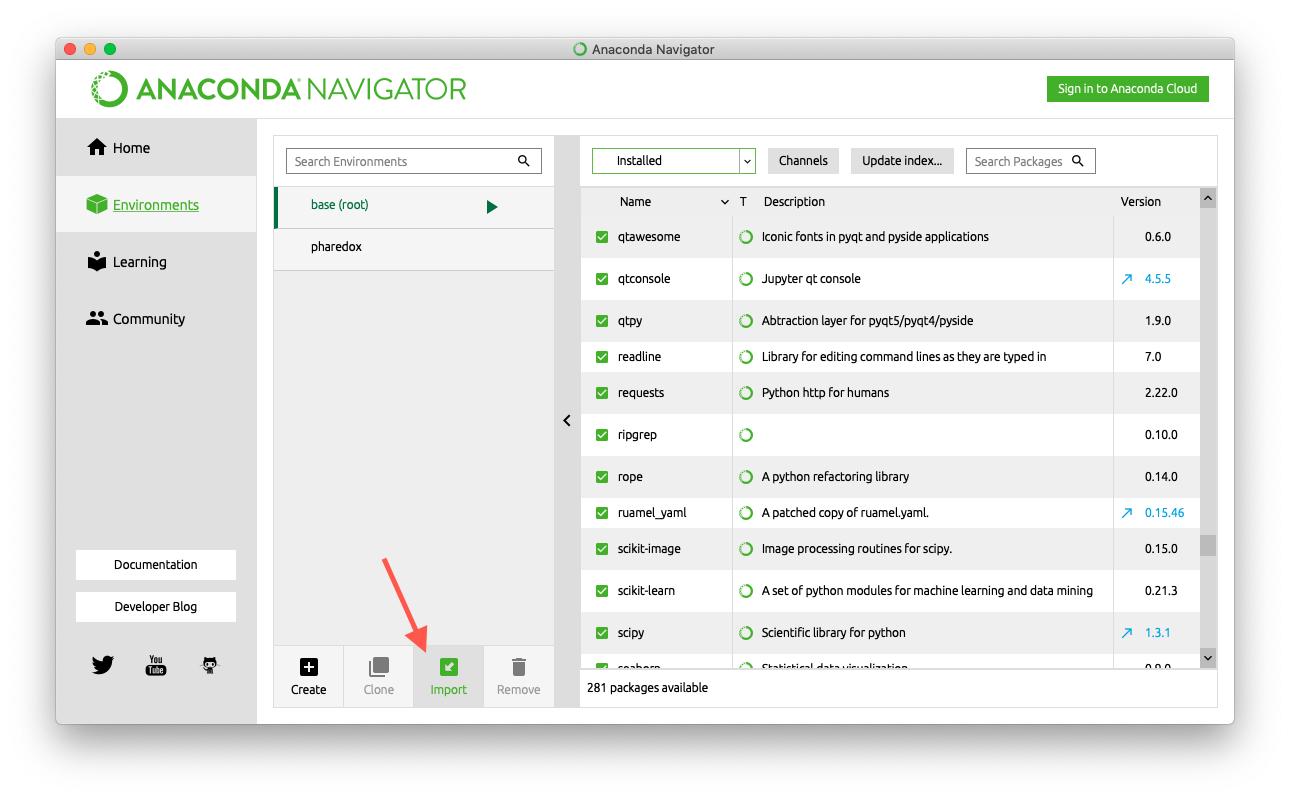 Anaconda Navigator
ANACONDA NAVIGATOR
Sign in to Anaconda Cloud
Home
Environments
Learning
Community
Documentation
Developer Blog
You
Tube
Search Environments
base (root)
pharedox
Create
Clone
Import
Remove
Installed
Channels
Update index...
Search Packages
Name T Description Version
qtawesome Iconic fonts in pyqt and pyside applications 0.6.0
qtconsole Jupyter qt console 4.5.5
qtpy Abtraction layer for pyqt5/pyqt4/pyside 1.9.0
readline Library for editing command lines as they are typed in 7.0
requests Python http for humans 2.22.0
ripgrep 0.10.0
rope A python refactoring library 0.14.0
ruamel_yaml A patched copy of ruamel.yaml. 0.15.46
scikit-image Image processing routines for scipy. 0.15.0
scikit-learn A set of python modules for machine learning and data mining 0.21.3
scipy Scientific library for python 1.3.1
seaborn Statistical data visualization 0.9.0
281 packages available